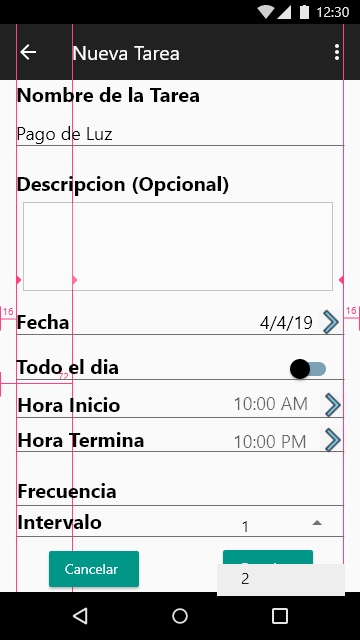 12:30
Nueva Tarea
Nombre de la Tarea
Pago de Luz
Descripcion (Opcional)
16
16
Fecha 4/4/19
Todo el dia
72
Hora Inicio 10:00 AM
Hora Termina 10:00 PM
Frecuencia
Intervalo 1
Cancelar
2